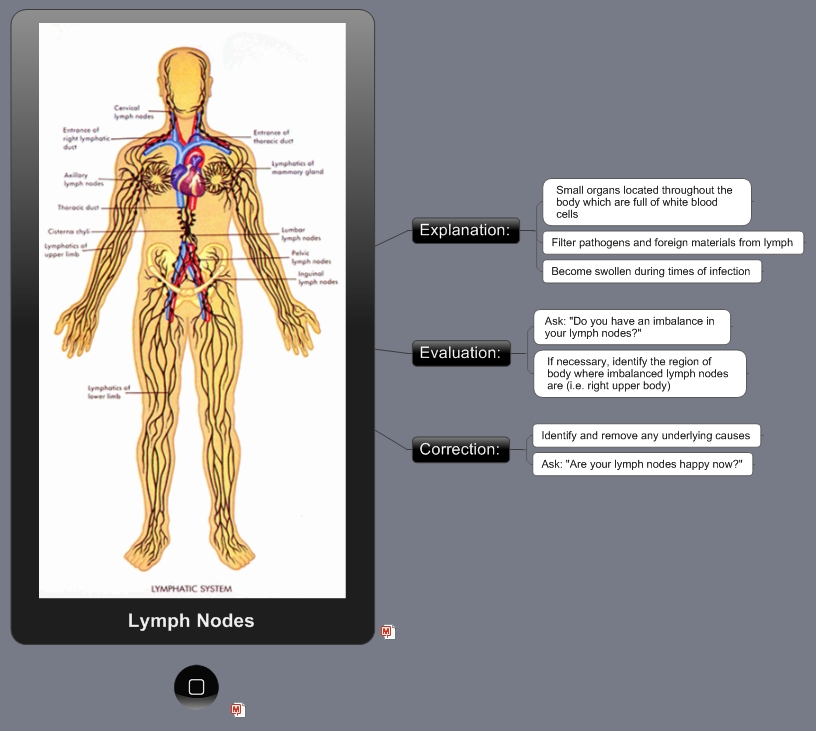 Cervical
lymph nodes
Entrance of
right lymphatic
duct
Entrance of
thoracic duct
Axillary
lymph nodes
Lymphatics of
mammary gland
Thoracic duct
Cisterna chyli
Lumbar
lymph nodes
Lymphatics of
upper limb
Pelvic
lymph nodes
Inguinal
lymph nodes
Lymphatics of
lower limb
LYMPHATIC SYSTEM
Lymph Nodes
Explanation:
Small organs located throughout the
body which are full of white blood
cells
Filter pathogens and foreign materials from lymph
Become swollen during times of infection
Evaluation:
Ask: "Do you have an imbalance in
your lymph nodes?"
If necessary, identify the region of
body where imbalanced lymph nodes
are (i.e. right upper body)
Correction:
Identify and remove any underlying causes
Ask: "Are your lymph nodes happy now?"
M
M